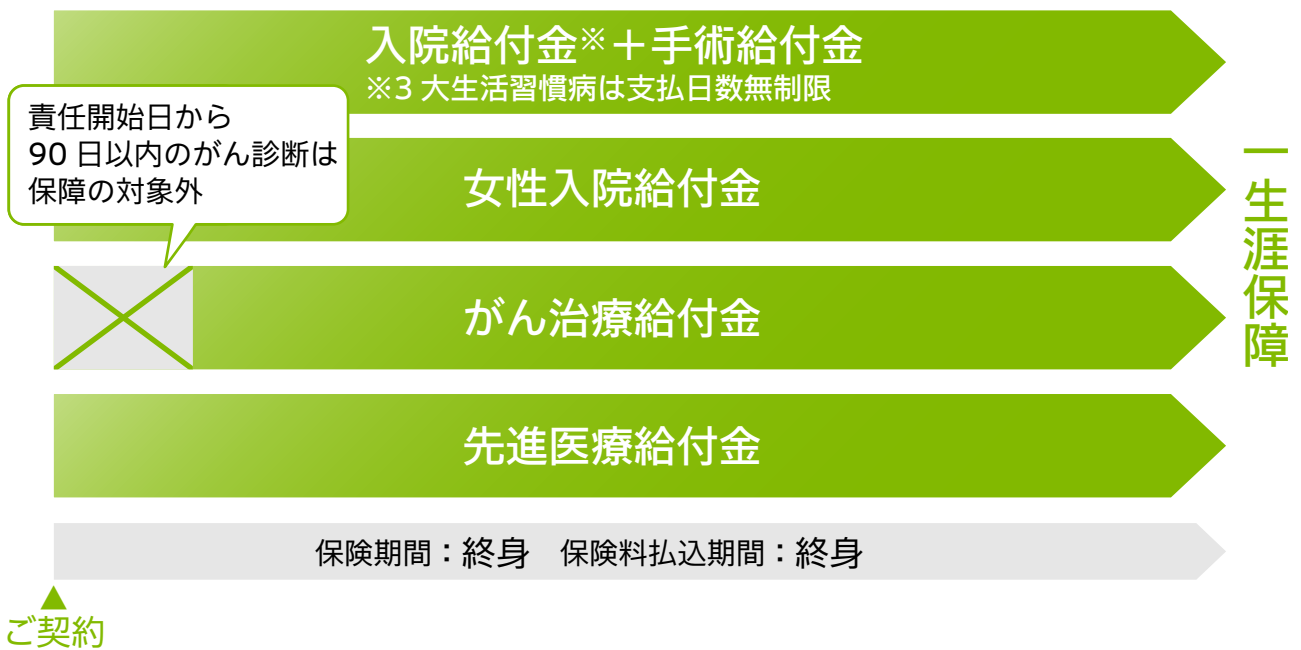 入院給付金※＋手術給付金
※3大生活習慣病は支払日数無制限
責任開始日から
90日以内のがん診断は
保障の対象外
女性入院給付金
がん治療給付金
先進医療給付金
一生涯保障
保険期間：終身　保険料払込期間：終身
▲
ご契約